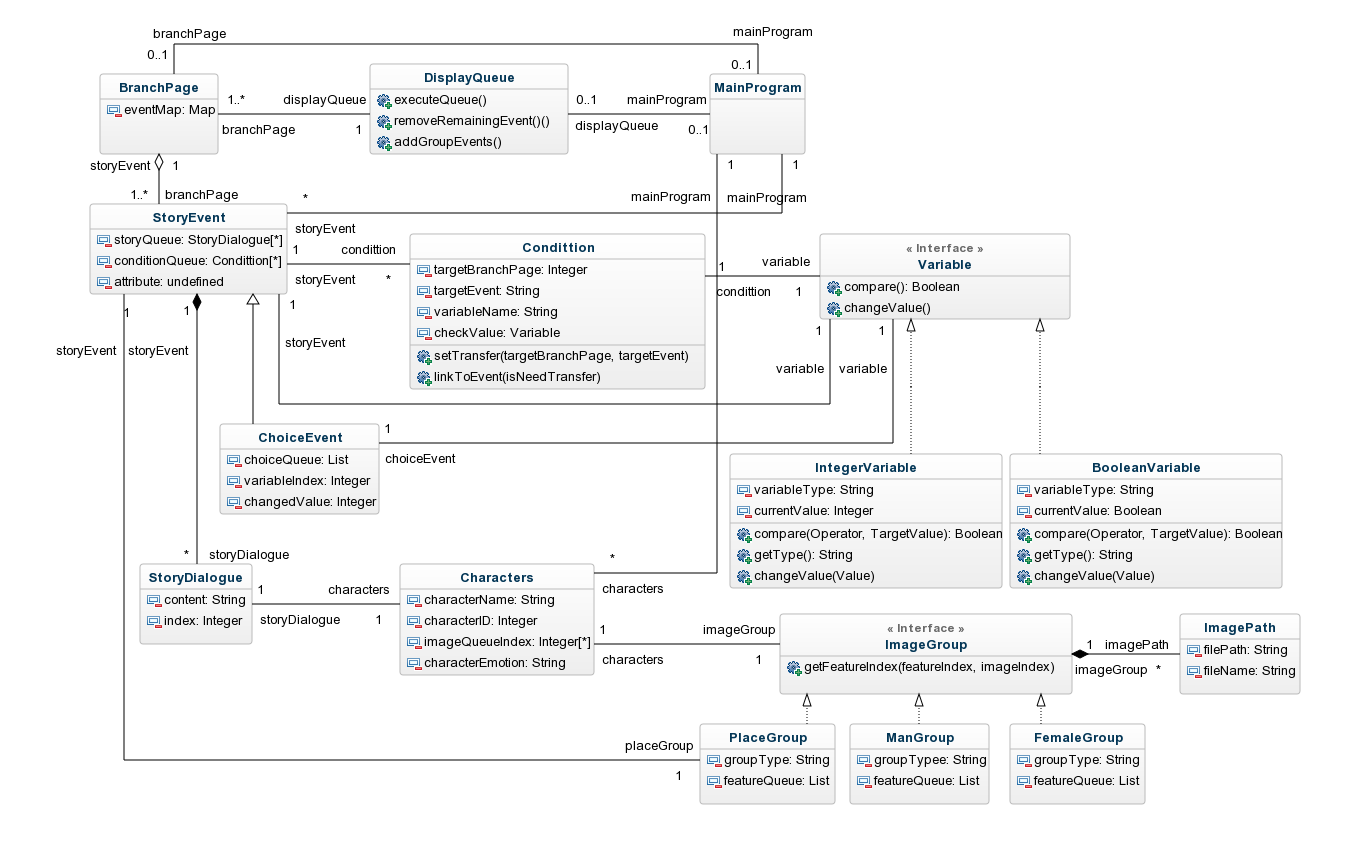 branchPage
mainProgram
0..1
0..1
BranchPage
eventMap: Map
1..*
displayQueue
branchPage
1
DisplayQueue
executeQueue()
removeRemainingEvent()()
addGroupEvents()
0..1
mainProgram
displayQueue
0..1
MainProgram
storyEvent
1
1..*
branchPage
1
1
mainProgram
mainProgram
*
storyEvent
StoryEvent
storyQueue: StoryDialogue[*]
conditionQueue: Condittion[*]
attribute: undefined
1
condittion
storyEvent
*
Condittion
targetBranchPage: Integer
targetEvent: String
variableName: String
checkValue: Variable
setTransfer(targetBranchPage, targetEvent)
linkToEvent(isNeedTransfer)
1
variable
condittion
1
« Interface »
Variable
compare(): Boolean
changeValue()
1
1
1
storyEvent
storyEvent
storyEvent
1
1
variable
variable
ChoiceEvent
choiceQueue: List
variableIndex: Integer
changedValue: Integer
1
choiceEvent
IntegerVariable
variableType: String
currentValue: Integer
compare(Operator, TargetValue): Boolean
getType(): String
changeValue(Value)
BooleanVariable
variableType: String
currentValue: Boolean
compare(Operator, TargetValue): Boolean
getType(): String
changeValue(Value)
*
storyDialogue
*
characters
StoryDialogue
content: String
index: Integer
1
characters
storyDialogue
1
Characters
characterName: String
characterID: Integer
imageQueueIndex: Integer[*]
characterEmotion: String
1
imageGroup
characters
1
« Interface »
ImageGroup
getFeatureIndex(featureIndex, imageIndex)
1
imagePath
imageGroup
*
ImagePath
filePath: String
fileName: String
placeGroup
1
PlaceGroup
groupType: String
featureQueue: List
ManGroup
groupTypee: String
featureQueue: List
FemaleGroup
groupType: String
featureQueue: List